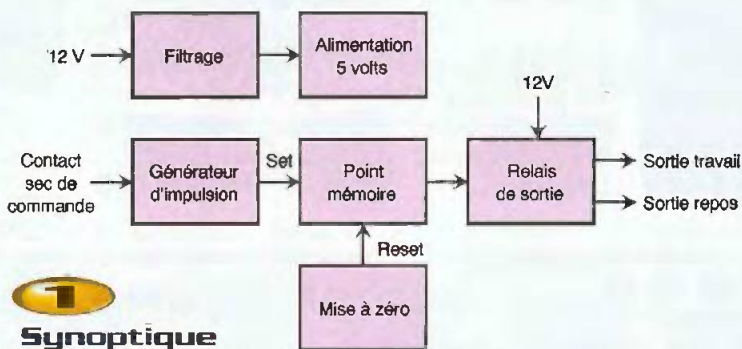 12 V
Filtrage
Alimentation
5 volts
12V
Contact
sec de
commande
Générateur
d'impulsion
Set
Point
mémoire
Relais
de sortie
Sortie travail
Sortie repos
Reset
Mise à zéro
1
Synoptique